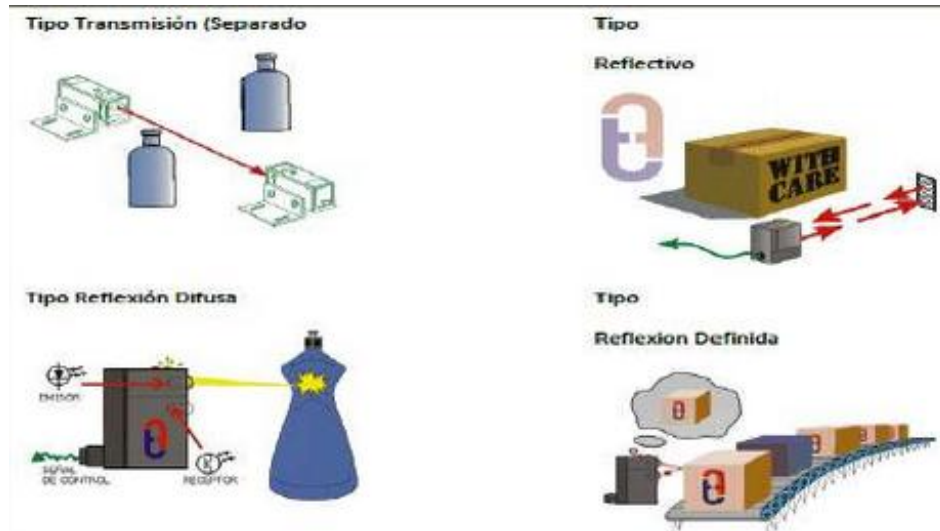 Tipo Transmisión (Separado
Tipo
Reflectivo
WITH
CARE
Tipo Reflexión Difusa
EMISOR
SEÑAL
DE CONTROL
RECEPTOR
Tipo
Reflexion Definida